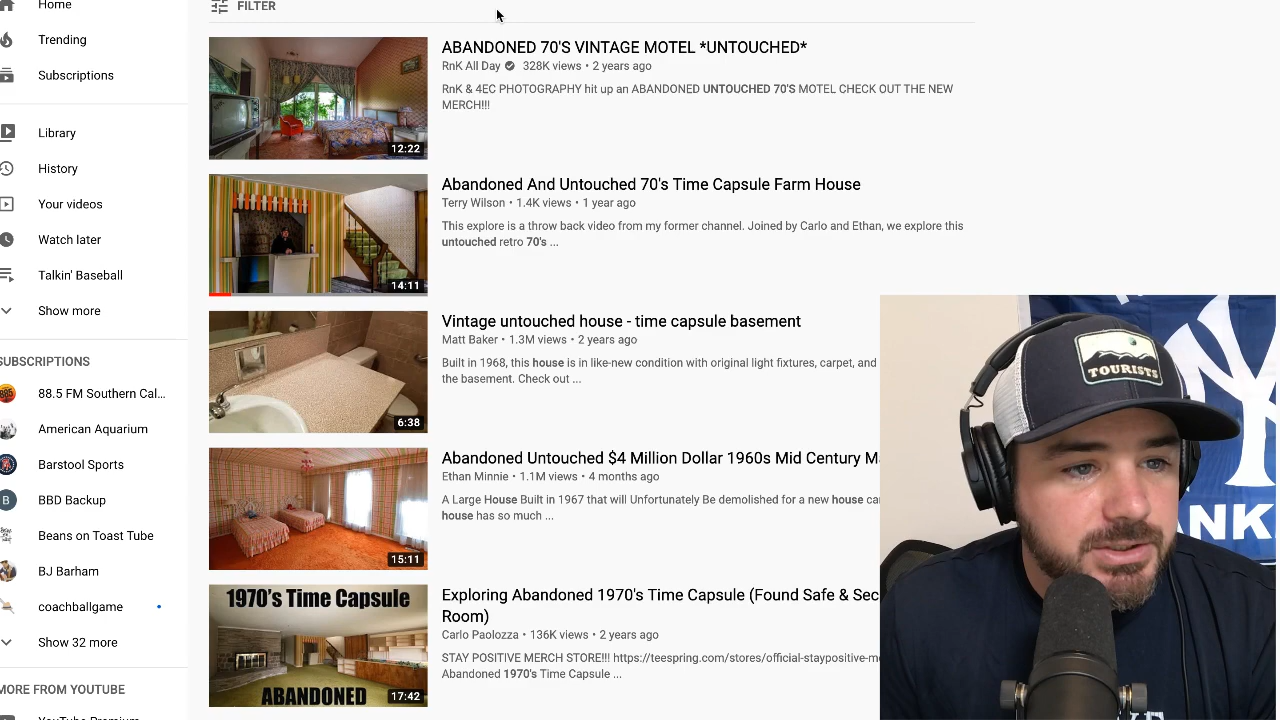 Home
Trending
Subscriptions
Library
History
Your videos
Watch later
Talkin' Baseball
Show more
SUBSCRIPTIONS
88.5 FM Southern Cal...
American Aquarium
Barstool Sports
B
BBD Backup
Beans on Toast Tube
BJ Barham
coachballgame
Show 32 more
MORE FROM YOUTUBE
FILTER
ABANDONED 70'S VINTAGE MOTEL *UNTOUCHED*
RnK All Day 328K views • 2 years ago
RnK & 4EC PHOTOGRAPHY hit up an ABANDONED UNTOUCHED 70'S MOTEL CHECK OUT THE NEW
MERCH!!!
12:22
Abandoned And Untouched 70's Time Capsule Farm House
Terry Wilson • 1.4K views • 1 year ago
This explore is a throw back video from my former channel. Joined by Carlo and Ethan, we explore this
untouched retro 70's ...
14:11
Vintage untouched house - time capsule basement
Matt Baker • 1.3M views • 2 years ago
Built in 1968, this house is in like-new condition with original light fixtures, carpet, and
the basement. Check out ...
6:38
Abandoned Untouched $4 Million Dollar 1960s Mid Century M
Ethan Minnie • 1.1M views • 4 months ago
A Large House Built in 1967 that will Unfortunately Be demolished for a new house
house has so much ...
15:11
Exploring Abandoned 1970's Time Capsule (Found Safe &
Room)
Carlo Paolozza • 136K views • 2 years ago
STAY POSITIVE MERCH STORE!!! https://teespring.com/stores/official-staypositive-m
Abandoned 1970's Time Capsule ...
1970's Time Capsule
ABANDONED
17:42
TOURISTS
NK